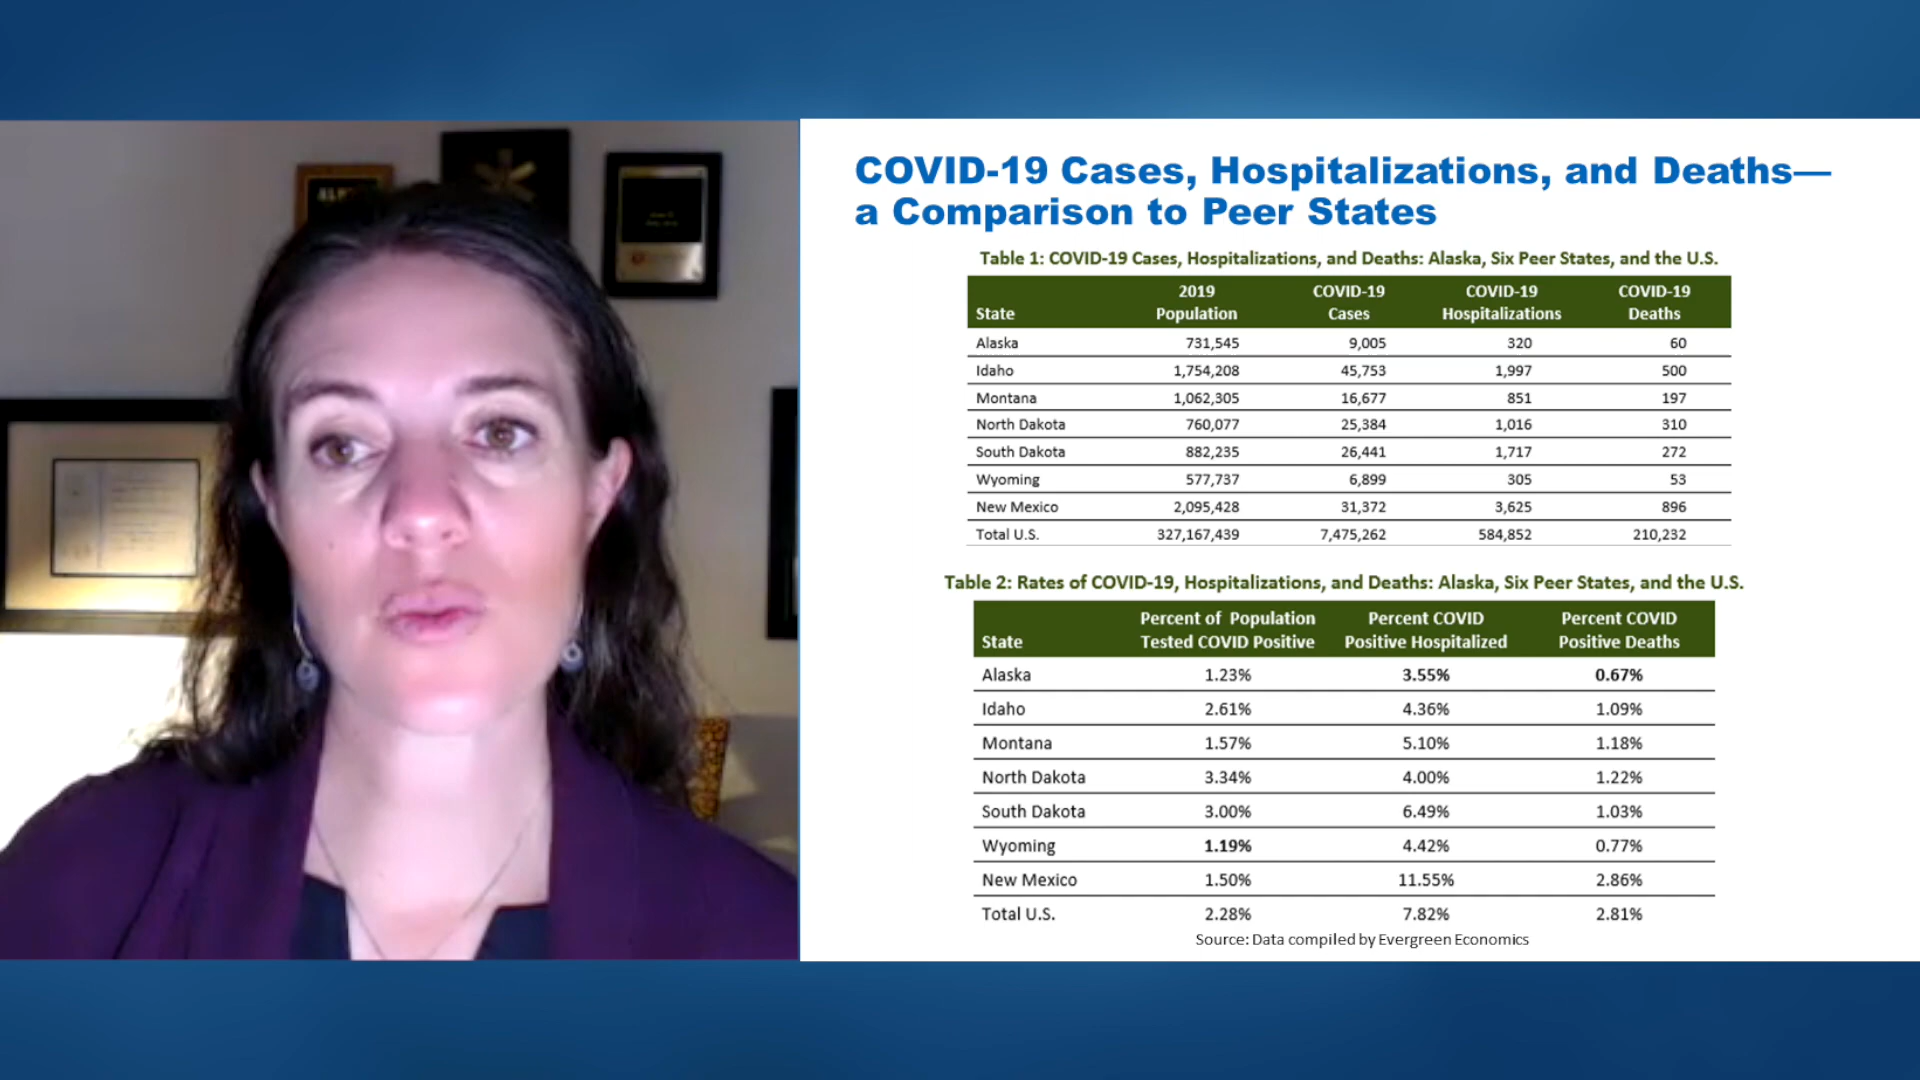 COVID-19 Cases, Hospitalizations, and Deaths—
a Comparison to Peer States
Table 1: COVID-19 Cases, Hospitalizations, and Deaths: Alaska, Six Peer States, and the U.S.
State 2019 Population COVID-19 Cases COVID-19 Hospitalizations COVID-19 Deaths
Alaska 731,545 9,005 320 60
Idaho 1,754,208 45,753 1,997 500
Montana 1,062,305 16,677 851 197
North Dakota 760,077 25,384 1,016 310
South Dakota 882,235 26,441 1,717 272
Wyoming 577,737 6,899 305 53
New Mexico 2,095,428 31,372 3,625 896
Total U.S. 327,167,439 7,475,262 584,852 210,232
Table 2: Rates of COVID-19, Hospitalizations, and Deaths: Alaska, Six Peer States, and the U.S.
State Percent of Population Tested COVID Positive Percent COVID Positive Hospitalized Percent COVID Positive Deaths
Alaska 1.23% 3.55% 0.67%
Idaho 2.61% 4.36% 1.09%
Montana 1.57% 5.10% 1.18%
North Dakota 3.34% 4.00% 1.22%
South Dakota 3.00% 6.49% 1.03%
Wyoming 1.19% 4.42% 0.77%
New Mexico 1.50% 11.55% 2.86%
Total U.S. 2.28% 7.82% 2.81%
Source: Data compiled by Evergreen Economics